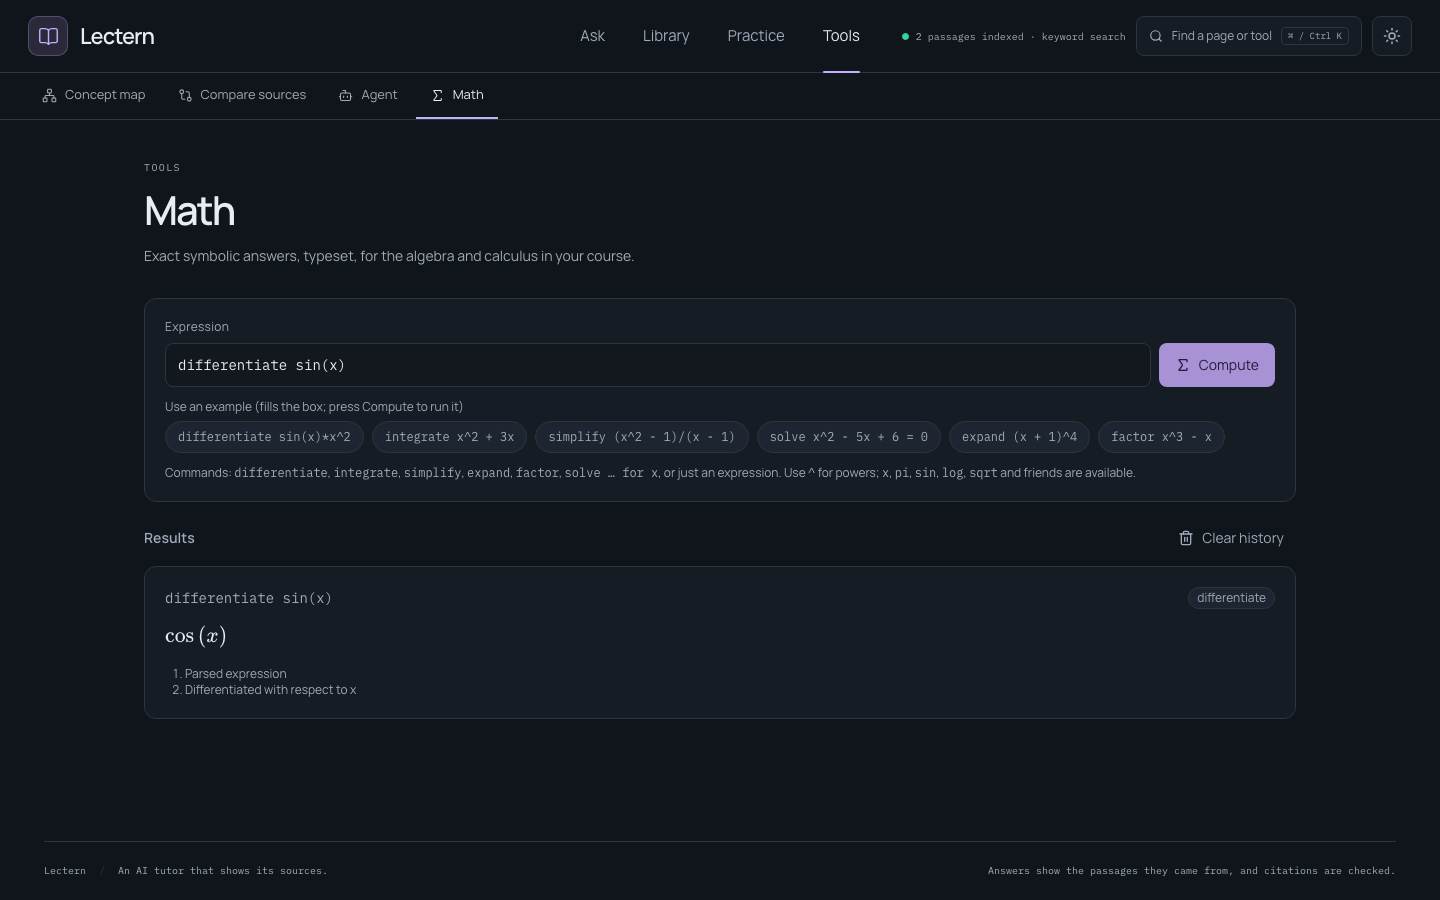 Lectern
Ask Library Practice Tools
2 passages indexed · keyword search
Find a page or tool ⌘ / Ctrl K
Concept map Compare sources Agent Math
TOOLS
Math
Exact symbolic answers, typeset, for the algebra and calculus in your course.
Expression
differentiate sin(x)
Compute
Use an example (fills the box; press Compute to run it)
differentiate sin(x)*x^2 integrate x^2 + 3x simplify (x^2 - 1)/(x - 1) solve x^2 - 5x + 6 = 0 expand (x + 1)^4 factor x^3 - x
Commands: differentiate, integrate, simplify, expand, factor, solve … for x, or just an expression. Use ^ for powers; x, pi, sin, log, sqrt and friends are available.
Results Clear history
differentiate sin(x) differentiate
cos (x)
1. Parsed expression
2. Differentiated with respect to x
Lectern / An AI tutor that shows its sources. Answers show the passages they came from, and citations are checked.